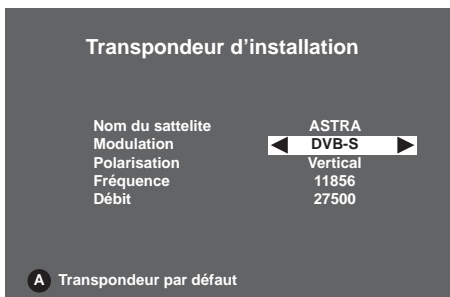 Transpondeur d’installation
Nom du sattelite ASTRA
Modulation DVB-S
Polarisation Vertical
Fréquence 11856
Débit 27500
A Transpondeur par défaut